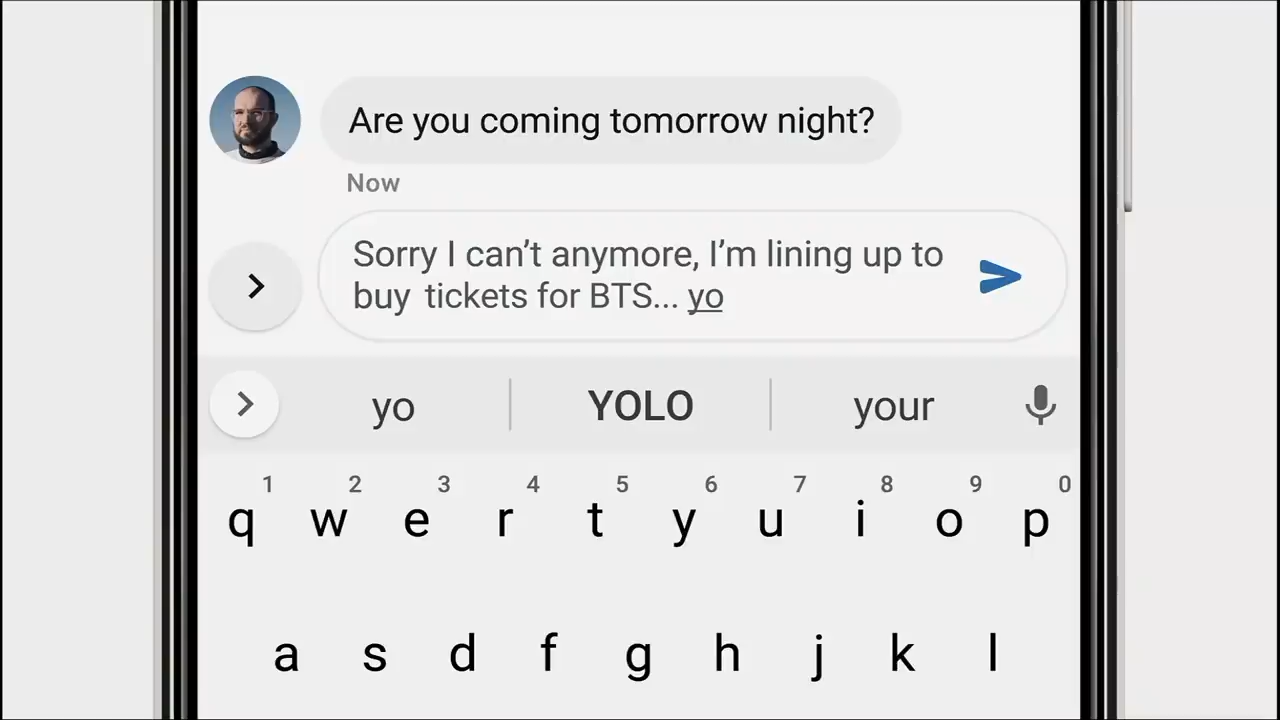 Are you coming tomorrow night?
Now
Sorry I can’t anymore, I’m lining up to
buy tickets for BTS... yo
yo YOLO your
1 2 3 4 5 6 7 8 9 0
q w e r t y u i o p
a s d f g h j k l